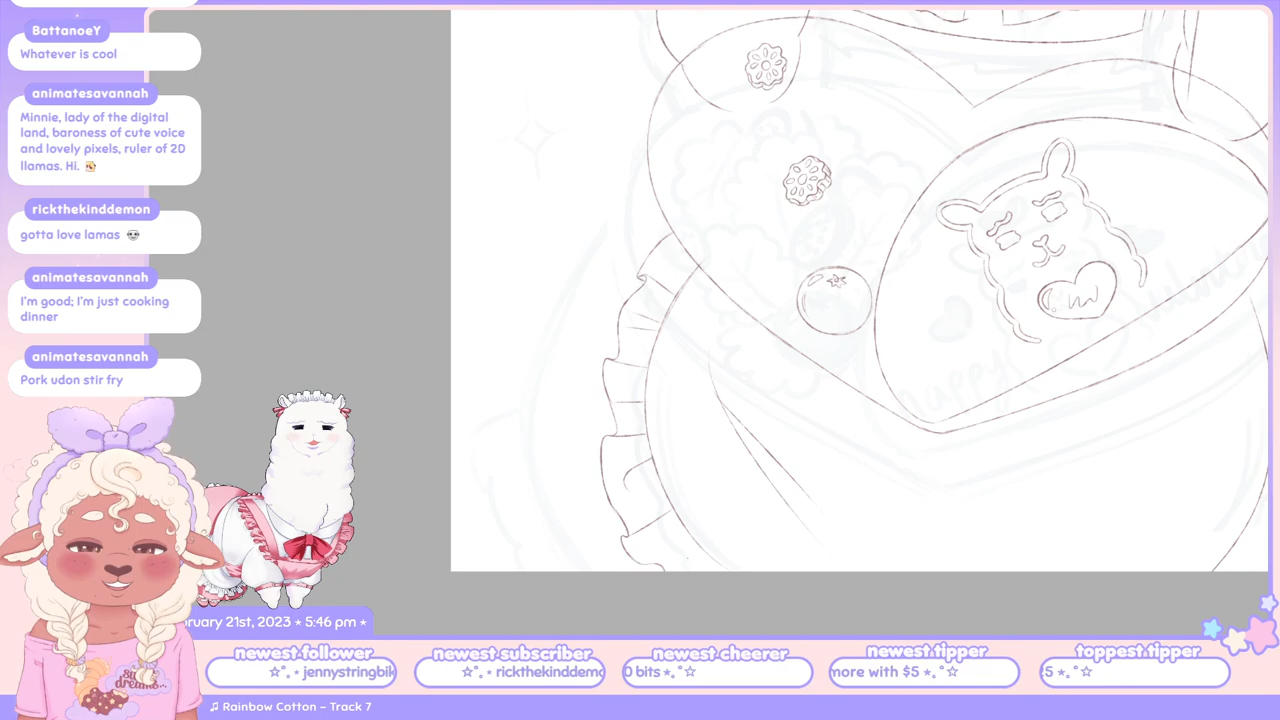 BattanoeY
Whatever is cool
animatesavannah
Minnie, lady of the digital
land, baroness of cute voice
and lovely pixels, ruler of 2D
llamas. Hi.
rickthekinddemon
gotta love lamas
animatesavannah
I'm good; I'm just cooking
dinner
animatesavannah
Pork udon stir fry
happy
bruary 21st, 2023 ⋆ 5:46 pm ⋆
newest follower
☆°｡⋆ jennystringbik
newest subscriber
☆°｡⋆ rickthekinddemo
newest cheerer
0 bits ⋆｡°☆
newest tipper
more with $5 ⋆｡°☆
toppest tipper
:5 ⋆｡°☆
♫ Rainbow Cotton - Track 7